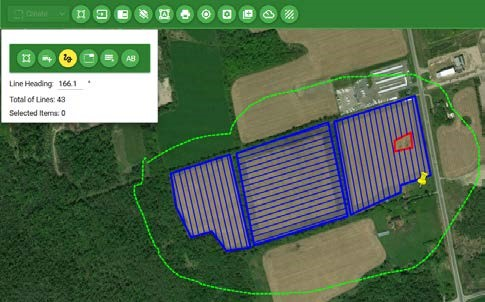 Create
AB
Line Heading: 166.1 °
Total of Lines: 43
Selected Items: 0